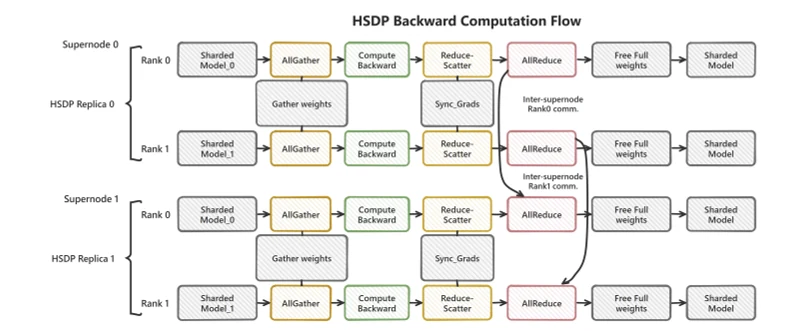 HSDP Backward Computation Flow
Supernode 0
HSDP Replica 0
Rank 0
Sharded
Model_0
AllGather
Compute
Backward
Reduce-
Scatter
AllReduce
Free Full
weights
Sharded
Model
Gather weights
Sync_Grads
Inter-supernode
Rank0 comm.
Rank 1
Sharded
Model_1
AllGather
Compute
Backward
Reduce-
Scatter
AllReduce
Free Full
weights
Sharded
Model
Inter-supernode
Rank1 comm.
Supernode 1
HSDP Replica 1
Rank 0
Sharded
Model_0
AllGather
Compute
Backward
Reduce-
Scatter
AllReduce
Free Full
weights
Sharded
Model
Gather weights
Sync_Grads
Rank 1
Sharded
Model_1
AllGather
Compute
Backward
Reduce-
Scatter
AllReduce
Free Full
weights
Sharded
Model